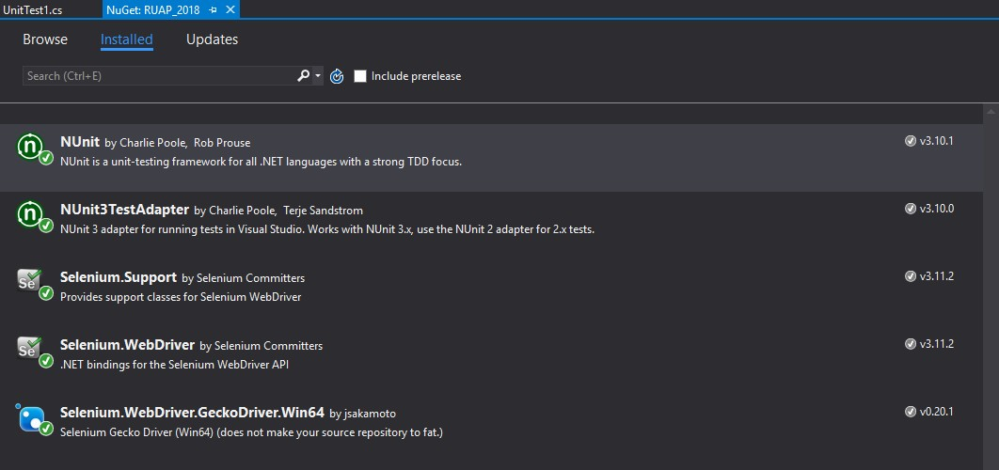 UnitTest1.cs NuGet: RUAP_2018
Browse Installed Updates
Search (Ctrl+E) Include prerelease
NUnit by Charlie Poole, Rob Prouse v3.10.1
NUnit is a unit-testing framework for all .NET languages with a strong TDD focus.
NUnit3TestAdapter by Charlie Poole, Terje Sandstrom v3.10.0
NUnit 3 adapter for running tests in Visual Studio. Works with NUnit 3.x, use the NUnit 2 adapter for 2.x tests.
Se Selenium.Support by Selenium Committers v3.11.2
Provides support classes for Selenium WebDriver
Se Selenium.WebDriver by Selenium Committers v3.11.2
.NET bindings for the Selenium WebDriver API
Selenium.WebDriver.GeckoDriver.Win64 by jsakamoto v0.20.1
Selenium Gecko Driver (Win64) (does not make your source repository to fat.)